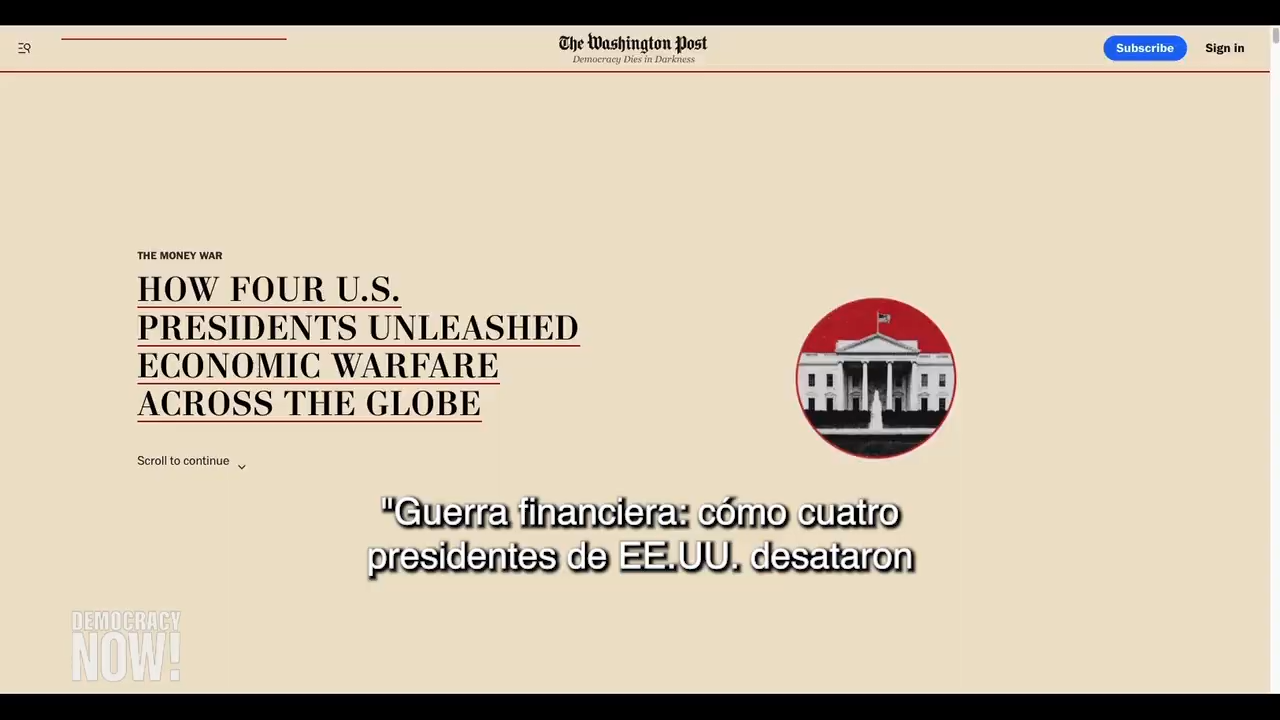 The Washington Post
Democracy Dies in Darkness
Subscribe
Sign in
THE MONEY WAR
HOW FOUR U.S.
PRESIDENTS UNLEASHED
ECONOMIC WARFARE
ACROSS THE GLOBE
Scroll to continue
"Guerra financiera: cómo cuatro
presidentes de EE.UU. desataron
DEMOCRACY
NOW!